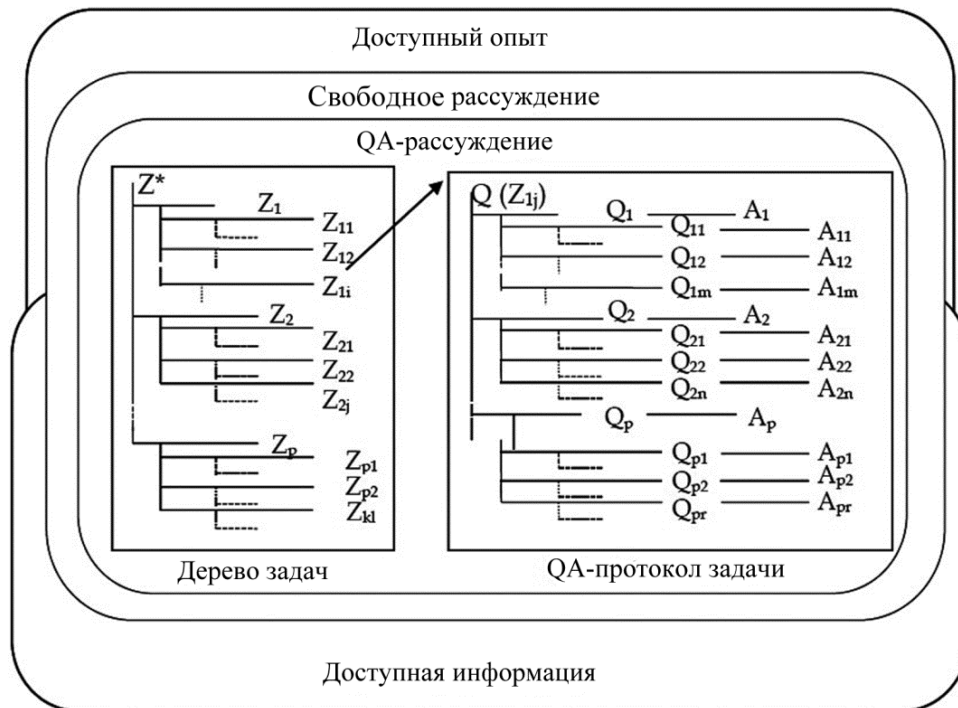 Доступный опыт
Свободное рассуждение
QA-рассуждение
Z*
Z₁
Z₁₁
Z₁₂
Z₁ᵢ
Z₂
Z₂₁
Z₂₂
Z₂ⱼ
Zₚ
Zₚ₁
Zₚ₂
Zₖₗ
Дерево задач
Q (Z₁ⱼ)
Q₁ A₁
Q₁₁ A₁₁
Q₁₂ A₁₂
Q₁ₘ A₁ₘ
Q₂ A₂
Q₂₁ A₂₁
Q₂₂ A₂₂
Q₂ₙ A₂ₙ
Qₚ Aₚ
Qₚ₁ Aₚ₁
Qₚ₂ Aₚ₂
Qₚᵣ Aₚᵣ
QA-протокол задачи
Доступная информация